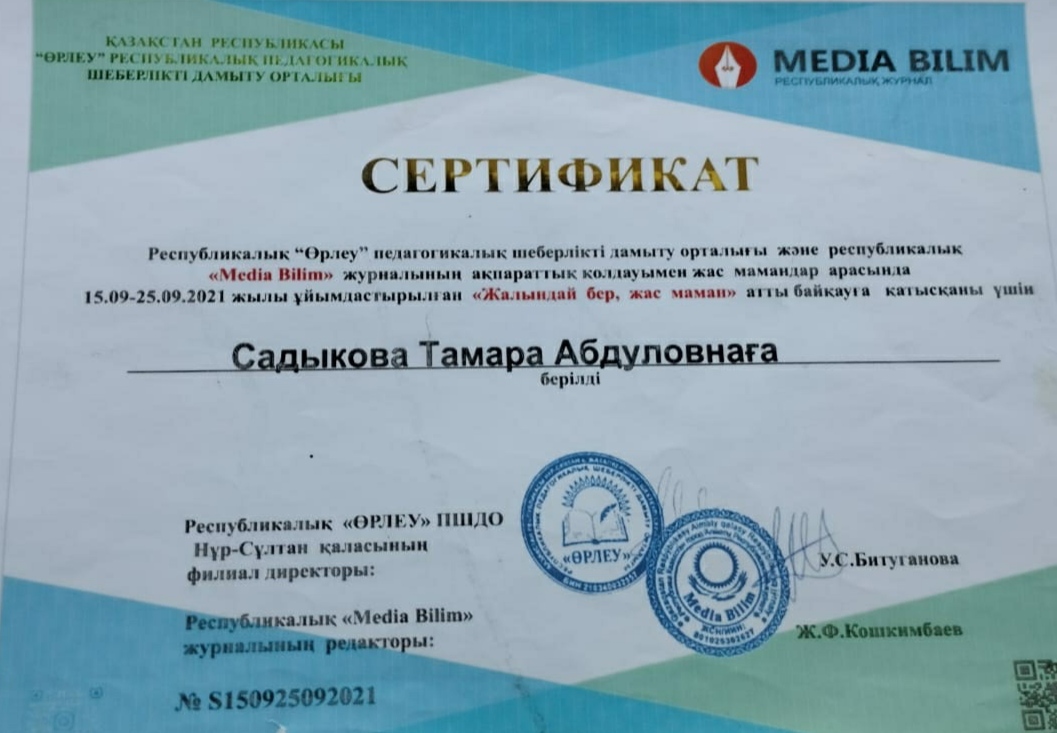 ҚАЗАҚСТАН РЕСПУБЛИКАСЫ
“ӨРЛЕУ” РЕСПУБЛИКАЛЫҚ ПЕДАГОГИКАЛЫҚ
ШЕБЕРЛІКТІ ДАМЫТУ ОРТАЛЫҒЫ
MEDIA BILIM
РЕСПУБЛИКАЛЫҚ ЖУРНАЛ
СЕРТИФИКАТ
Республикалық “Өрлеу” педагогикалық шеберлікті дамыту орталығы және республикалық
«Media Bilim» журналының ақпараттық қолдауымен жас мамандар арасында
15.09-25.09.2021 жылы ұйымдастырылған «Жалындай бер, жас маман» атты байқауға қатысқаны үшін
Садыкова Тамара Абдуловнаға
берілді
Республикалық «ӨРЛЕУ» ПШДО
Нұр-Сұлтан қаласының
филиал директоры:
У.С.Битуганова
Республикалық «Media Bilim»
журналының редакторы:
Ж.Ф.Кошкимбаев
№ S150925092021
«ӨРЛЕУ»
Media Bilim